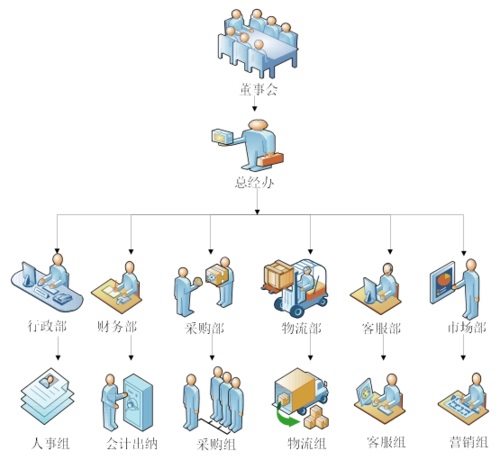 董事会
总经办
行政部 财务部 采购部 物流部 客服部 市场部
人事组 会计出纳 采购组 物流组 客服组 营销组